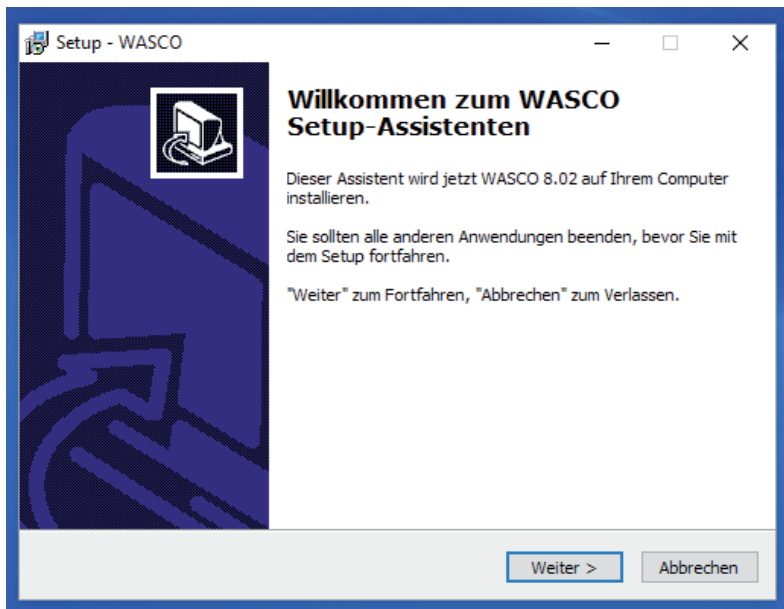 Setup - WASCO
Willkommen zum WASCO
Setup-Assistenten
Dieser Assistent wird jetzt WASCO 8.02 auf Ihrem Computer
installieren.
Sie sollten alle anderen Anwendungen beenden, bevor Sie mit
dem Setup fortfahren.
"Weiter" zum Fortfahren, "Abbrechen" zum Verlassen.
Weiter >
Abbrechen